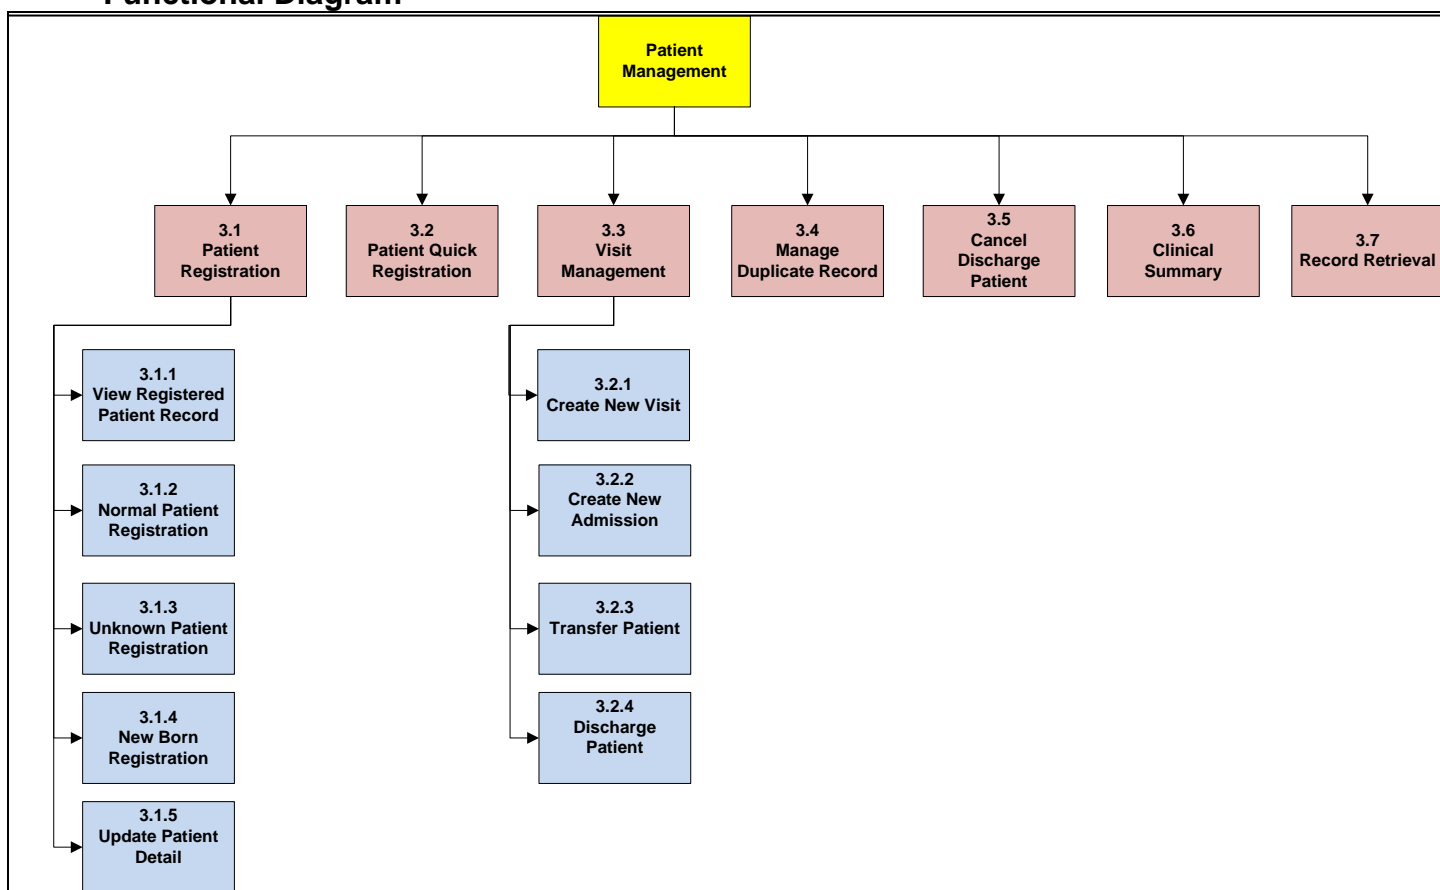 Functional Diagram
Patient
Management
3.1
Patient
Registration
3.2
Patient Quick
Registration
3.3
Visit
Management
3.4
Manage
Duplicate Record
3.5
Cancel
Discharge
Patient
3.6
Clinical
Summary
3.7
Record Retrieval
3.1.1
View Registered
Patient Record
3.1.2
Normal Patient
Registration
3.1.3
Unknown Patient
Registration
3.1.4
New Born
Registration
3.1.5
Update Patient
Detail
3.2.1
Create New Visit
3.2.2
Create New
Admission
3.2.3
Transfer Patient
3.2.4
Discharge
Patient